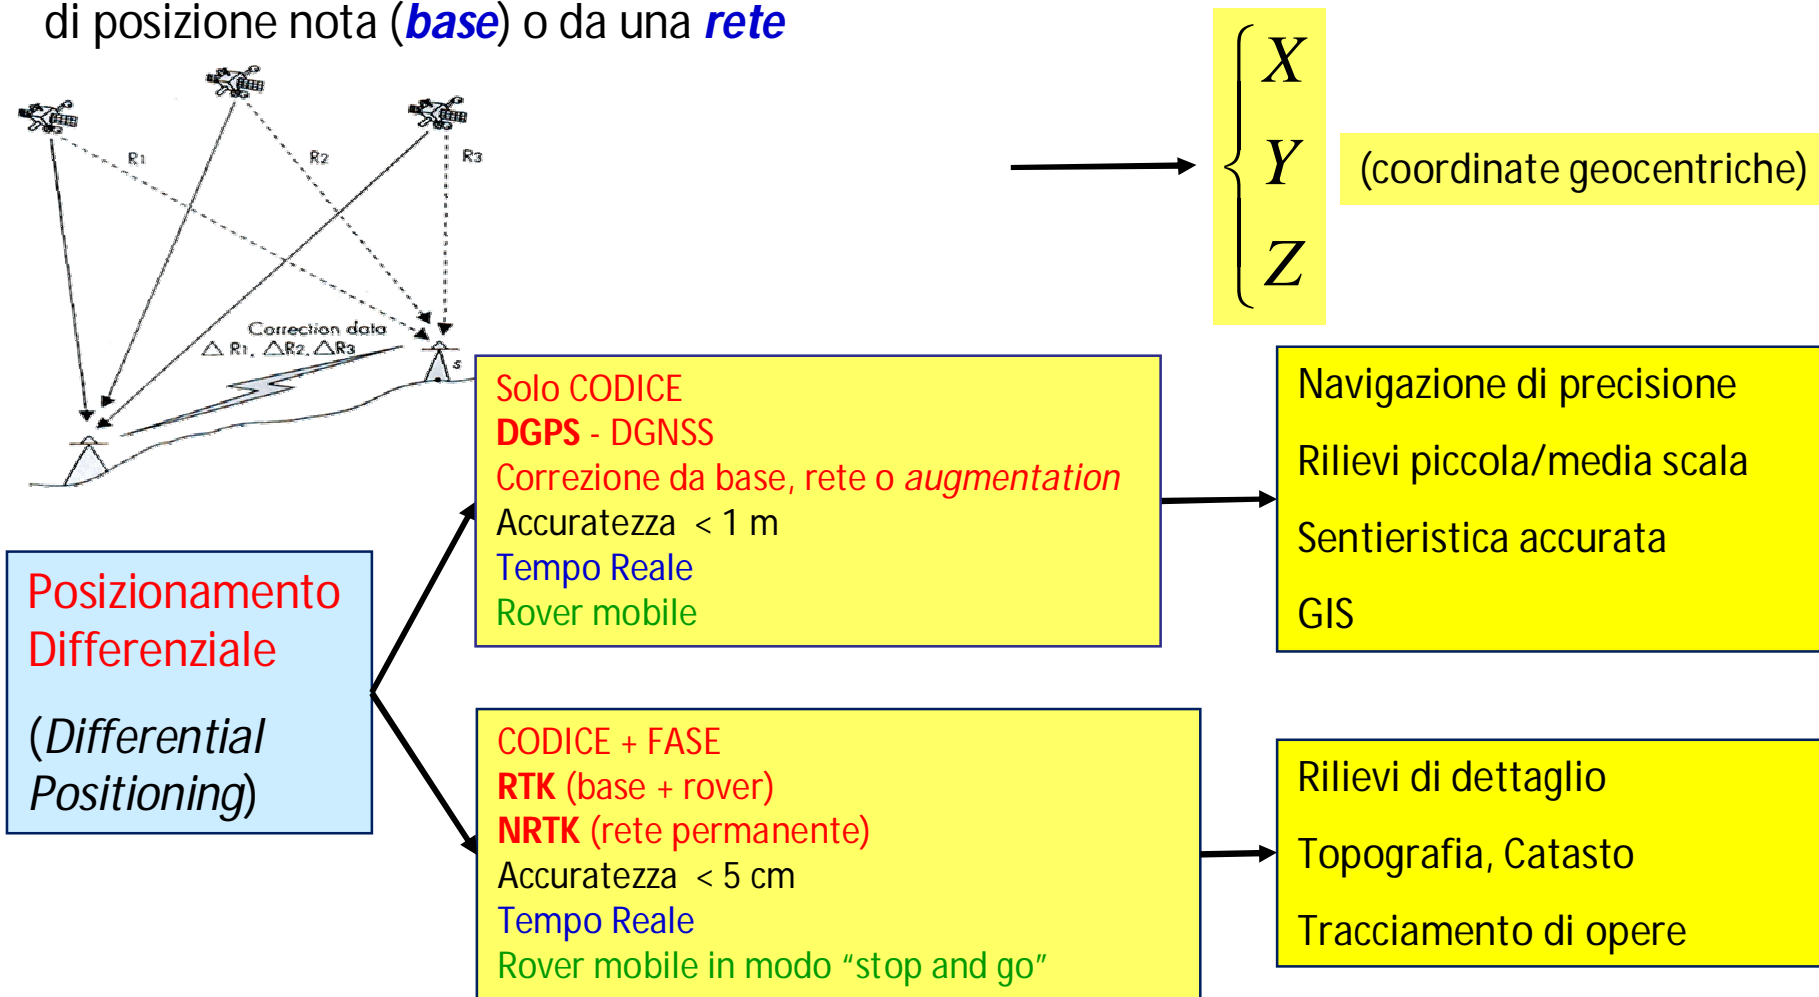 di posizione nota (base) o da una rete
X
Y
Z
(coordinate geocentriche)
R1
R2
R3
Correction data
△ R1, △R2, △R3
s
Solo CODICE
DGPS - DGNSS
Correzione da base, rete o augmentation
Accuratezza < 1 m
Tempo Reale
Rover mobile
Navigazione di precisione
Rilievi piccola/media scala
Sentieristica accurata
GIS
Posizionamento
Differenziale
(Differential
Positioning)
CODICE + FASE
RTK (base + rover)
NRTK (rete permanente)
Accuratezza < 5 cm
Tempo Reale
Rover mobile in modo “stop and go”
Rilievi di dettaglio
Topografia, Catasto
Tracciamento di opere